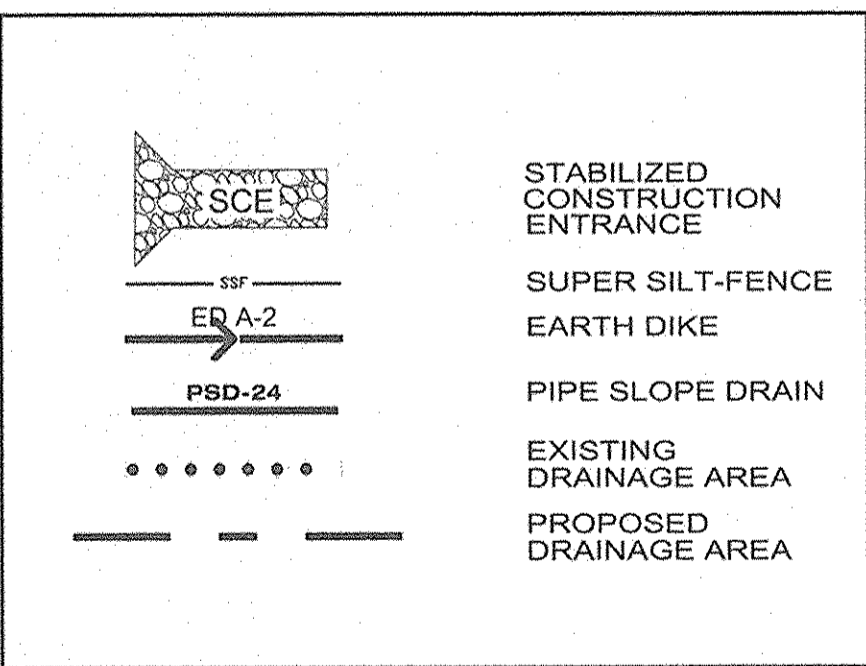 SCE
STABILIZED
CONSTRUCTION
ENTRANCE
SSF
SUPER SILT-FENCE
ED A-2
EARTH DIKE
PSD-24
PIPE SLOPE DRAIN
EXISTING
DRAINAGE AREA
PROPOSED
DRAINAGE AREA